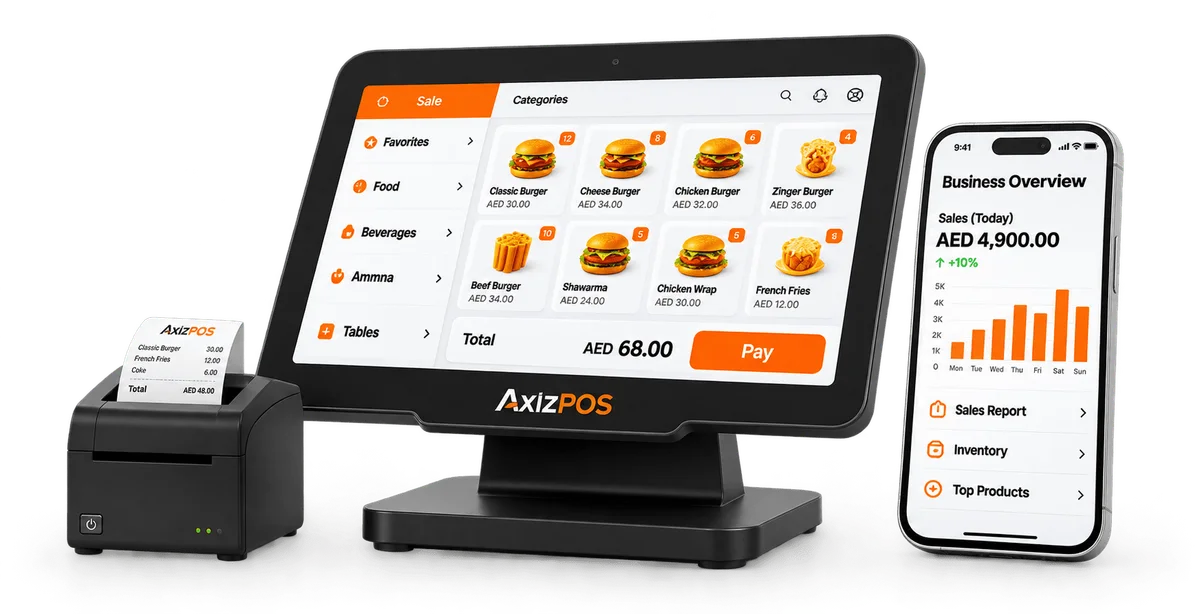 Sale
Categories
Favorites
Food
Beverages
Ammna
Tables
12
Classic Burger
AED 30.00
8
Cheese Burger
AED 34.00
6
Chicken Burger
AED 32.00
4
Zinger Burger
AED 36.00
10
Beef Burger
AED 34.00
5
Shawarma
AED 24.00
5
Chicken Wrap
AED 30.00
8
French Fries
AED 12.00
Total
AED 68.00
Pay
AxizPOS
AxizPOS
Classic Burger 30.00
French Fries 12.00
Coke 6.00
Total AED 48.00
9:41
Business Overview
Sales (Today)
AED 4,900.00
↑ +10%
5K
4K
3K
2K
1K
0
Mon Tue Wed Thu Fri Sat Sun
Sales Report
Inventory
Top Products